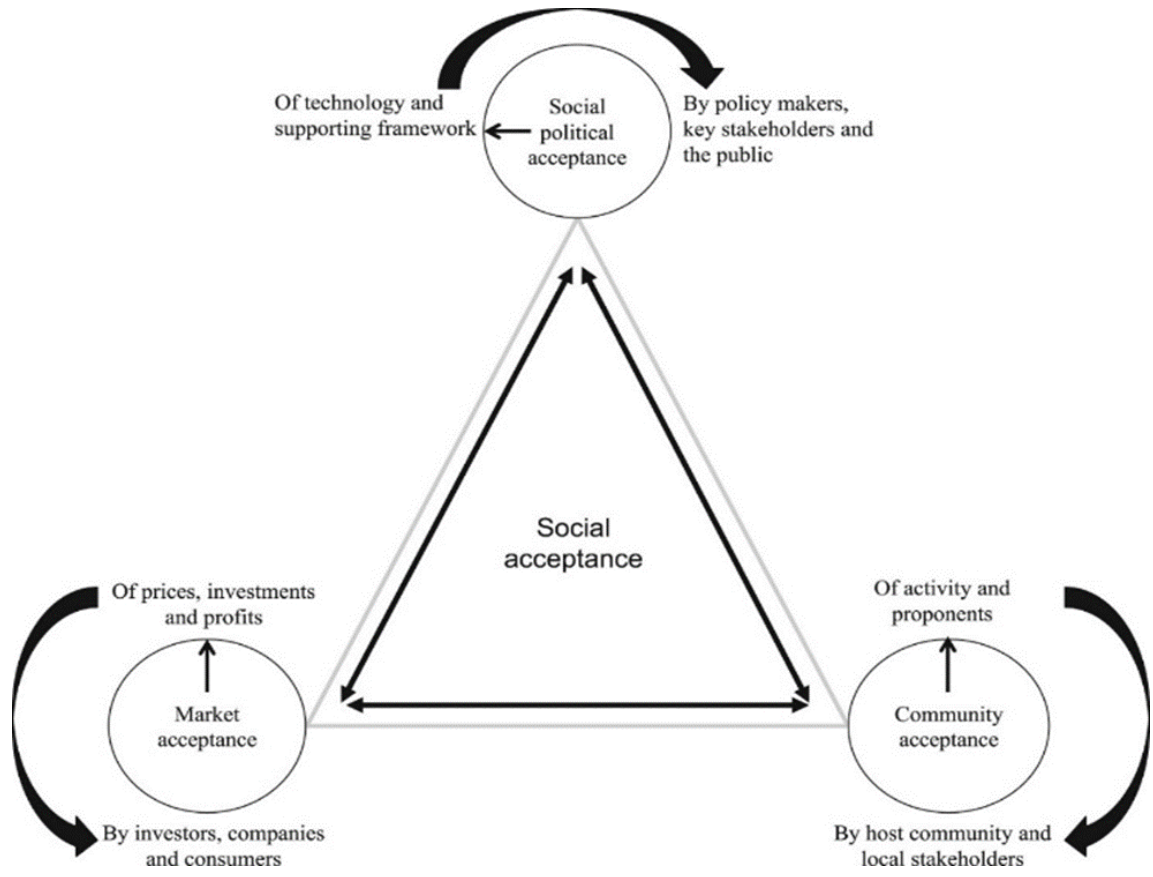 Of technology and
supporting framework
Social
political
acceptance
By policy makers,
key stakeholders and
the public
Social
acceptance
Of prices, investments
and profits
Market
acceptance
By investors, companies
and consumers
Of activity and
proponents
Community
acceptance
By host community and
local stakeholders